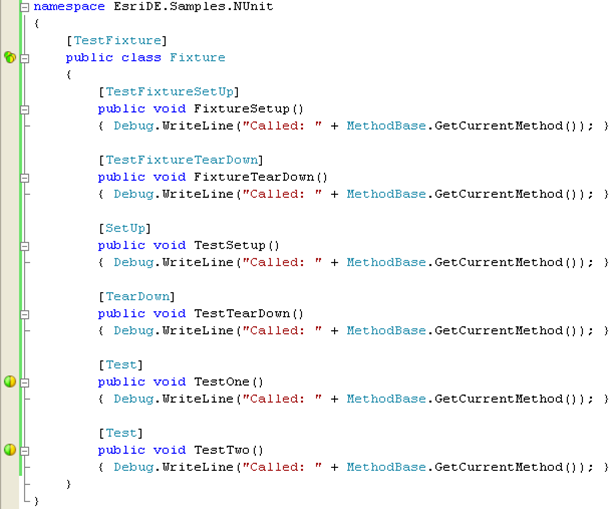 namespace EsriDE.Samples.NUnit
{
[TestFixture]
public class Fixture
{
[TestFixtureSetUp]
public void FixtureSetup()
{ Debug.WriteLine("Called: " + MethodBase.GetCurrentMethod()); }
[TestFixtureTearDown]
public void FixtureTearDown()
{ Debug.WriteLine("Called: " + MethodBase.GetCurrentMethod()); }
[SetUp]
public void TestSetup()
{ Debug.WriteLine("Called: " + MethodBase.GetCurrentMethod()); }
[TearDown]
public void TestTearDown()
{ Debug.WriteLine("Called: " + MethodBase.GetCurrentMethod()); }
[Test]
public void TestOne()
{ Debug.WriteLine("Called: " + MethodBase.GetCurrentMethod()); }
[Test]
public void TestTwo()
{ Debug.WriteLine("Called: " + MethodBase.GetCurrentMethod()); }
}
}